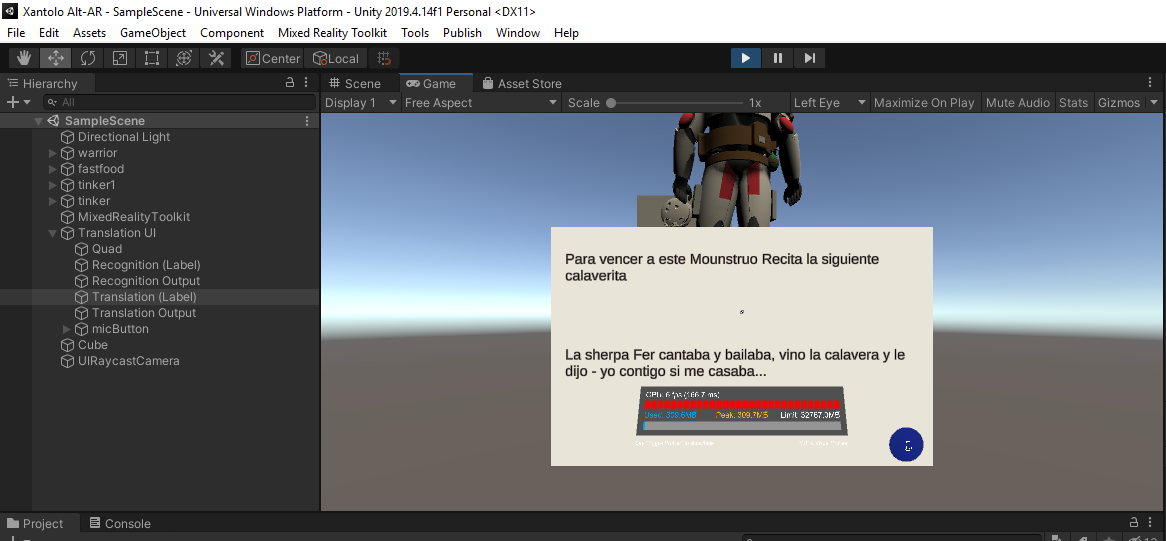 Xantolo Alt-AR - SampleScene - Universal Windows Platform - Unity 2019.4.14f1 Personal <DX11>
File Edit Assets GameObject Component Mixed Reality Toolkit Tools Publish Window Help
Center Local
Hierarchy
All
SampleScene
Directional Light
warrior
fastfood
tinker1
tinker
MixedRealityToolkit
Translation UI
Quad
Recognition (Label)
Recognition Output
Translation (Label)
Translation Output
micButton
Cube
UIRaycastCamera
Scene Game Asset Store
Display 1 Free Aspect Scale 1x Left Eye Maximize On Play Mute Audio Stats Gizmos
Para vencer a este Mounstruo Recita la siguiente
calaverita
La sherpa Fer cantaba y bailaba, vino la calavera y le
dijo - yo contigo si me casaba...
CPU: 6 fps (166.7 ms)
Used: 309.6MB Peak: 309.7MB Limit: 32767.0MB
Project Console